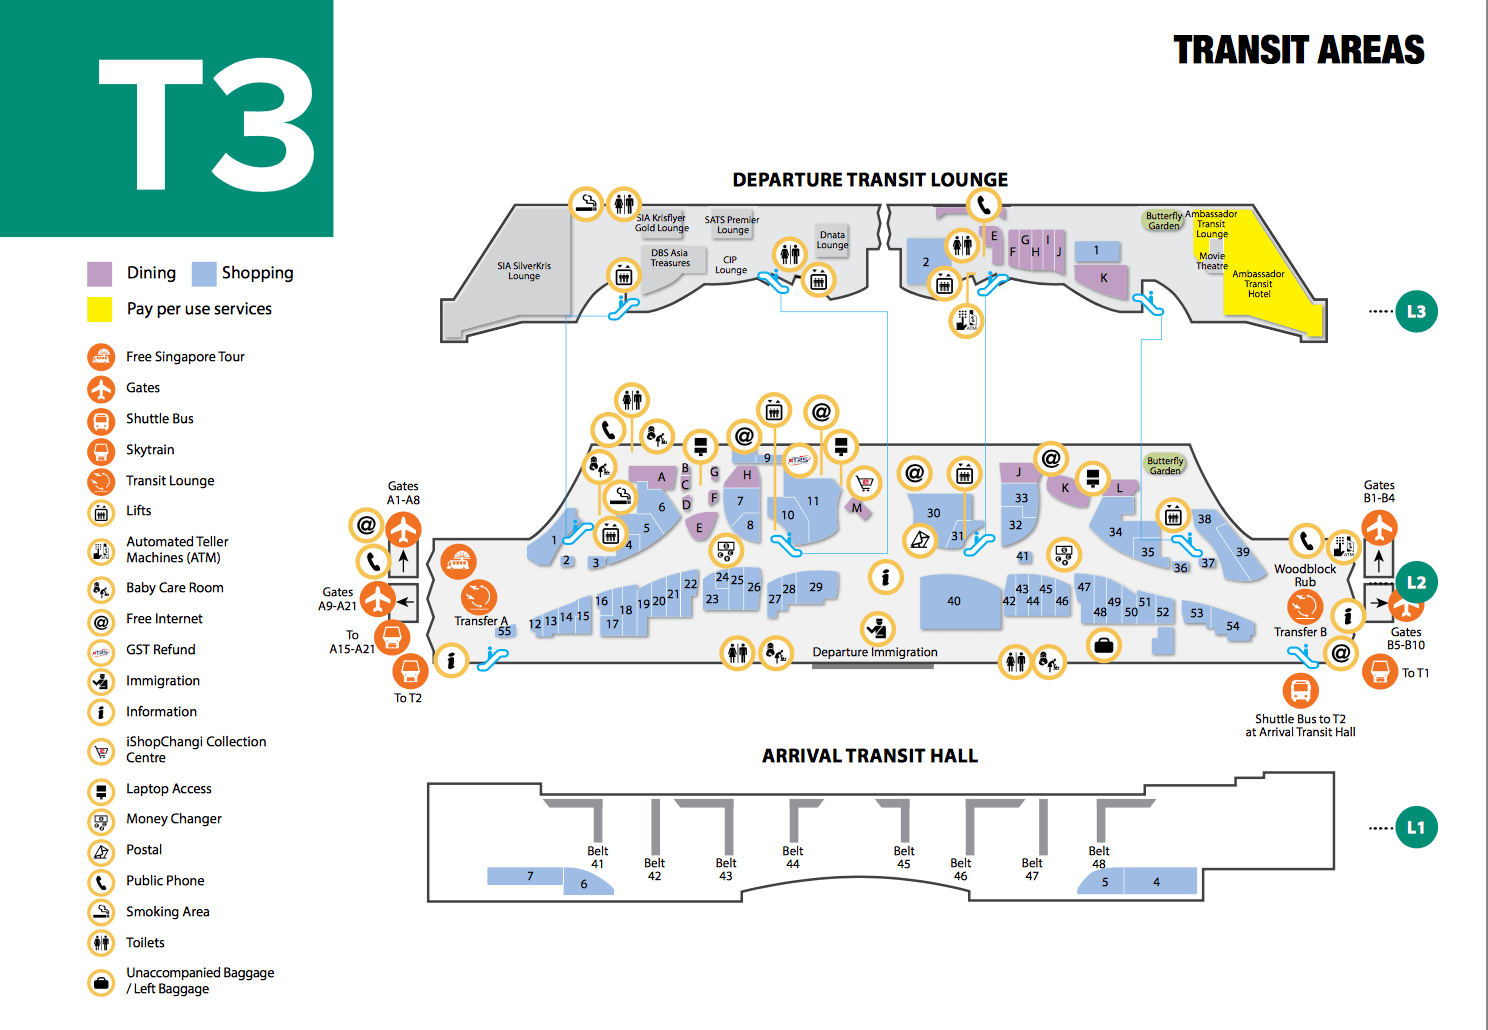 T3
TRANSIT AREAS
Dining
Shopping
Pay per use services
Free Singapore Tour
Gates
Shuttle Bus
Skytrain
Transit Lounge
Lifts
Automated Teller
Machines (ATM)
Baby Care Room
Free Internet
GST Refund
Immigration
Information
iShopChangi Collection
Centre
Laptop Access
Money Changer
Postal
Public Phone
Smoking Area
Toilets
Unaccompanied Baggage
/ Left Baggage
DEPARTURE TRANSIT LOUNGE
SIA SilverKris
Lounge
SIA Krisflyer
Gold Lounge
SATS Premier
Lounge
DBS Asia
Treasures
CIP
Lounge
Dnata
Lounge
2
E
F
G
H
I
J
1
K
Butterfly
Garden
Ambassador
Transit
Lounge
Movie
Theatre
Ambassador
Transit
Hotel
ATM
L3
Gates
A1-A8
Gates
A9-A21
To
A15-A21
To T2
Transfer A
@
@
@
@
@
@
A
B
C
D
E
F
G
H
9
M
J
K
L
Butterfly
Garden
1
2
3
4
5
6
7
8
10
11
30
31
33
32
34
35
36
37
38
39
41
55
12
13
14
15
16
17
18
19
20
21
22
23
24
25
26
27
28
29
40
42
43
44
45
46
47
48
49
50
51
52
53
54
i
i
i
Departure Immigration
Woodblock
Rub
Transfer B
ATM
Gates
B1-B4
L2
Gates
B5-B10
To T1
Shuttle Bus to T2
at Arrival Transit Hall
ARRIVAL TRANSIT HALL
Belt
41
Belt
42
Belt
43
Belt
44
Belt
45
Belt
46
Belt
47
Belt
48
7
6
5
4
L1